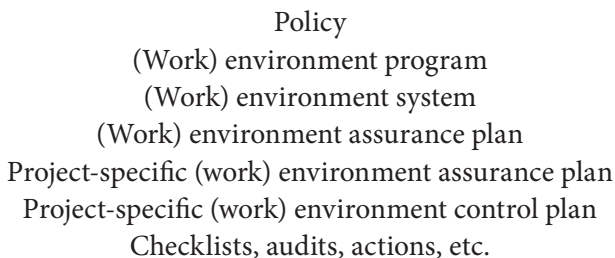 Policy
(Work) environment program
(Work) environment system
(Work) environment assurance plan
Project-specific (work) environment assurance plan
Project-specific (work) environment control plan
Checklists, audits, actions, etc.